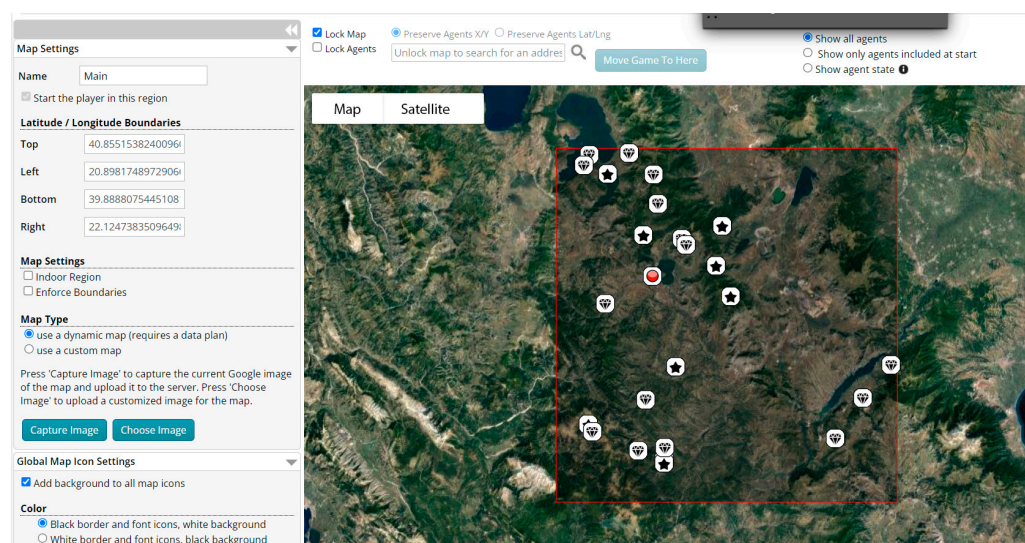 Map Settings
Name
Main
Start the player in this region
Latitude / Longitude Boundaries
Top
40.8551538240096
Left
20.8981748972906
Bottom
39.8888075445108
Right
22.1247383509649
Map Settings
Indoor Region
Enforce Boundaries
Map Type
use a dynamic map (requires a data plan)
use a custom map
Press 'Capture Image' to capture the current Google image
of the map and upload it to the server. Press 'Choose
Image' to upload a customized image for the map.
Capture Image Choose Image
Global Map Icon Settings
Add background to all map icons
Color
Black border and font icons, white background
White border and font icons, black background
Lock Map Preserve Agents X/Y Preserve Agents Lat/Lng
Lock Agents Unlock map to search for an addres
Move Game To Here
Show all agents
Show only agents included at start
Show agent state
Map Satellite